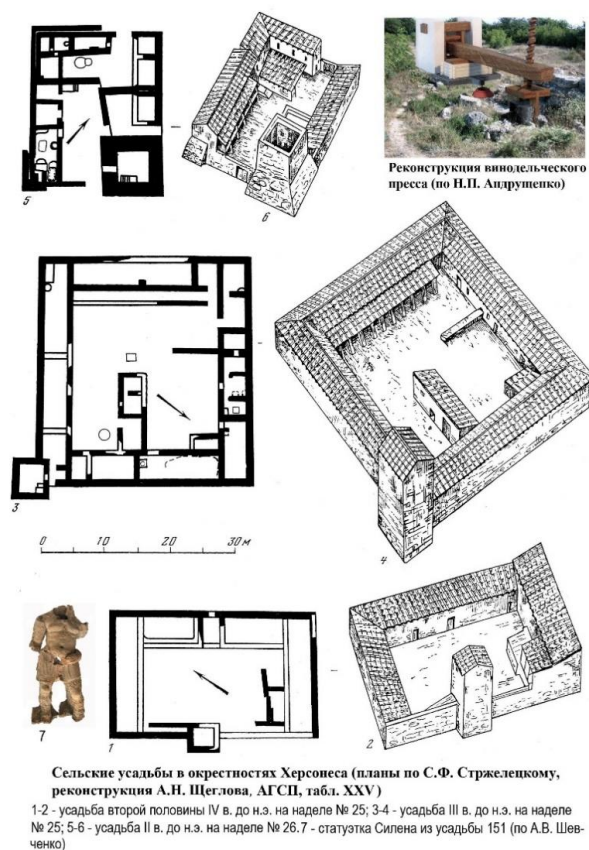 Реконструкция винодельческого
пресса (по Н.П. Андрущенко)
5
6
3
4
0 10 20 30 м
7
1
2
Сельские усадьбы в окрестностях Херсонеса (планы по С.Ф. Стржелецкому,
реконструкция А.Н. Щеглова, АГСП, табл. XXV)
1-2 - усадьба второй половины IV в. до н.э. на наделе № 25; 3-4 - усадьба III в. до н.э. на наделе
№ 25; 5-6 - усадьба II в. до н.э. на наделе № 26.7 - статуэтка Силена из усадьбы 151 (по А.В. Шев-
ченко)